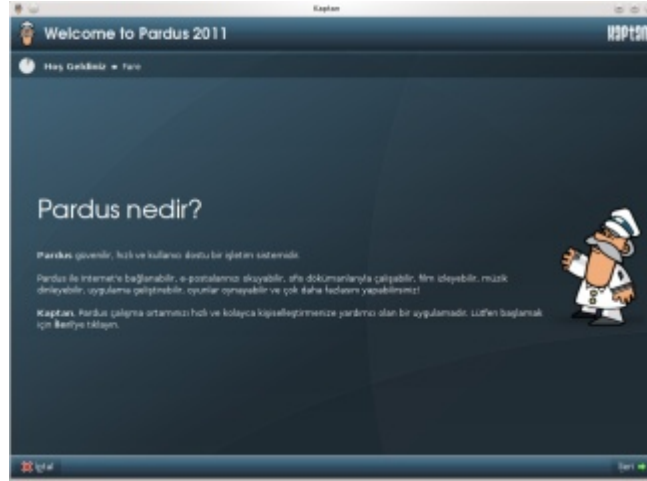 Kaptan
Welcome to Pardus 2011
Kaptan
Hoş Geldiniz Fare
Pardus nedir?
Pardus güvenilir, hızlı ve kullanıcı dostu bir işletim sistemidir.
Pardus ile internet'e bağlanabilir, e-postalarınızı okuyabilir, ofis dökümanlarıyla çalışabilir, film izleyebilir, müzik
dinleyebilir, uygulama geliştirebilir, oyunlar oynayabilir ve çok daha fazlasını yapabilirsiniz!
Kaptan, Pardus çalışma ortamınızı hızlı ve kolayca kişiselleştirmenize yardımcı olan bir uygulamadır. Lütfen başlamak
için İleri'ye tıklayın.
İptal
İleri